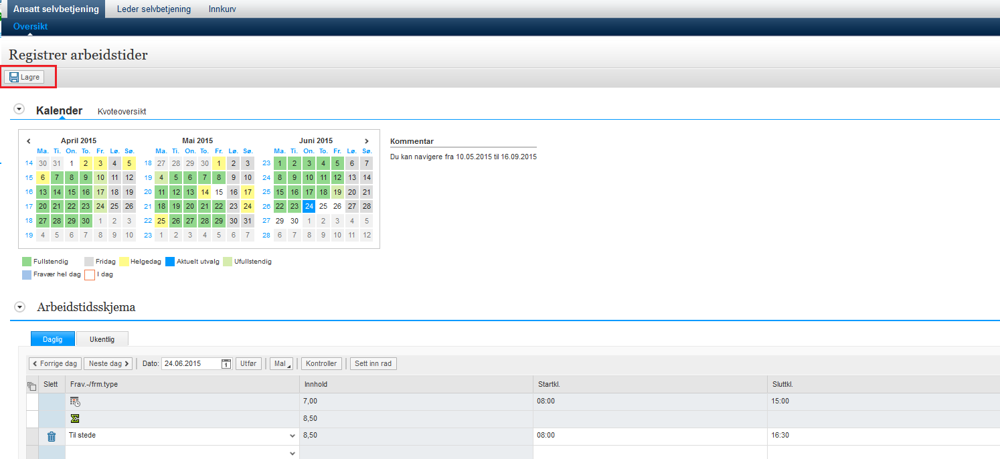 Ansatt selvbetjening Leder selvbetjening Innkurv
Oversikt
Registrer arbeidstider
Lagre
Kalender Kvoteoversikt
April 2015 Mai 2015 Juni 2015
Ma. Ti. On. To. Fr. Lø. Sø. Ma. Ti. On. To. Fr. Lø. Sø. Ma. Ti. On. To. Fr. Lø. Sø.
14 30 31 1 2 3 4 5 18 27 28 29 30 1 2 3 23 1 2 3 4 5 6 7
15 6 7 8 9 10 11 12 19 4 5 6 7 8 9 10 24 8 9 10 11 12 13 14
16 13 14 15 16 17 18 19 20 11 12 13 14 15 16 17 25 15 16 17 18 19 20 21
17 20 21 22 23 24 25 26 21 18 19 20 21 22 23 24 26 22 23 24 25 26 27 28
18 27 28 29 30 1 2 3 22 25 26 27 28 29 30 31 27 29 30 1 2 3 4 5
19 4 5 6 7 8 9 10 23 1 2 3 4 5 6 7 28 6 7 8 9 10 11 12
Kommentar
Du kan navigere fra 10.05.2015 til 16.09.2015
Fullstendig Fridag Helgedag Aktuelt utvalg Ufullstendig
Fravær hel dag I dag
Arbeidstidsskjema
Daglig Ukentlig
Forrige dag Neste dag Dato: 24.06.2015 Utfør Mal Kontroller Sett inn rad
Slett Frav.-/frm.type Innhold Startkl. Sluttkl.
7,00 08:00 15:00
Σ 8,50
Til stede 8,50 08:00 16:30